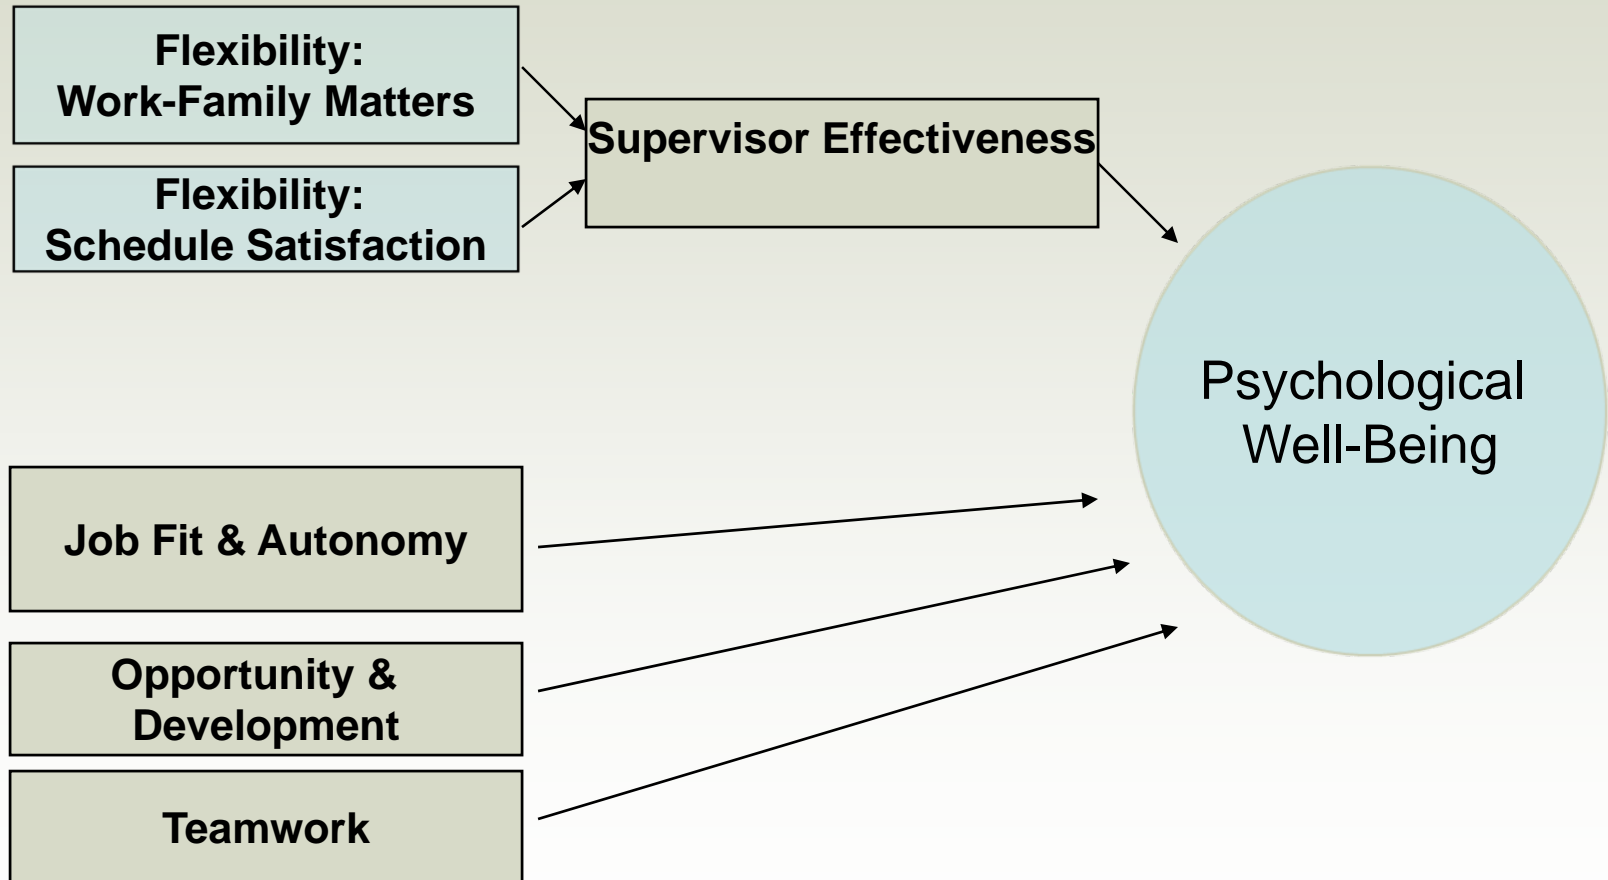 Flexibility:
Work-Family Matters
Supervisor Effectiveness
Flexibility:
Schedule Satisfaction
Psychological
Well-Being
Job Fit & Autonomy
Opportunity &
Development
Teamwork